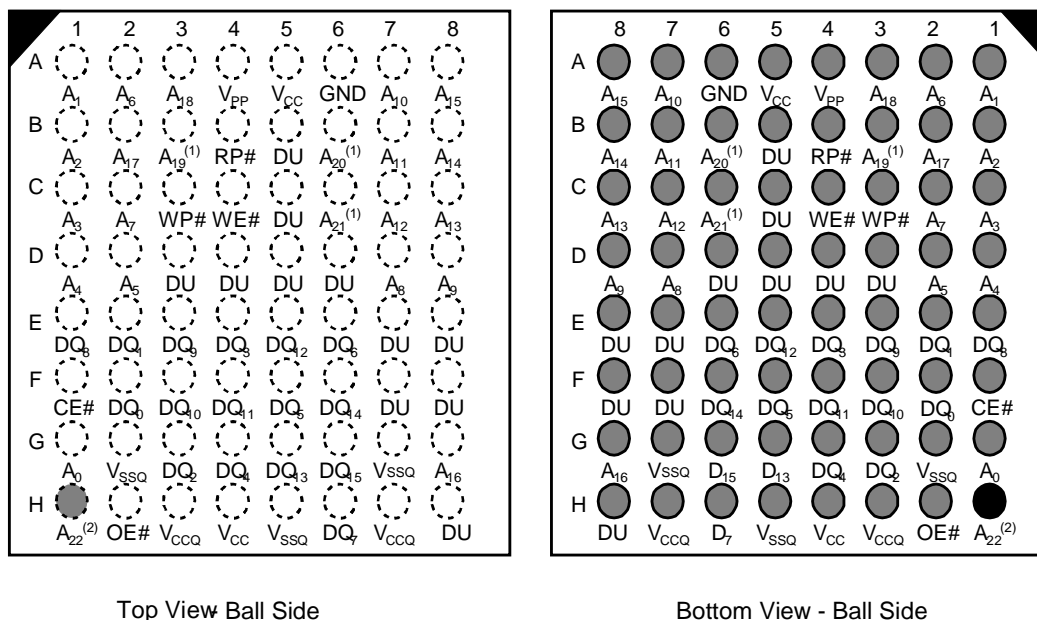 1 2 3 4 5 6 7 8
A
A1 A6 A18 VPP VCC GND A10 A15
B
A2 A17 A19(1) RP# DU A20(1) A11 A14
C
A3 A7 WP# WE# DU A21(1) A12 A13
D
A4 A5 DU DU DU DU A8 A9
E
DQ8 DQ1 DQ9 DQ3 DQ12 DQ6 DU DU
F
CE# DQ0 DQ10 DQ11 DQ5 DQ14 DU DU
G
A0 VSSQ DQ2 DQ4 DQ13 DQ15 VSSQ A16
H
A22(2) OE# VCCQ VCC VSSQ DQ7 VCCQ DU
Top View - Ball Side
8 7 6 5 4 3 2 1
A
A15 A10 GND VCC VPP A18 A6 A1
B
A14 A11 A20(1) DU RP# A19(1) A17 A2
C
A13 A12 A21(1) DU WE# WP# A7 A3
D
A9 A8 DU DU DU DU A5 A4
E
DU DU DQ6 DQ12 DQ3 DQ9 DQ1 DQ8
F
DU DU DQ14 DQ5 DQ11 DQ10 DQ0 CE#
G
A16 VSSQ D15 D13 DQ4 DQ2 VSSQ A0
H
DU VCCQ D7 VSSQ VCC VCCQ OE# A22(2)
Bottom View - Ball Side